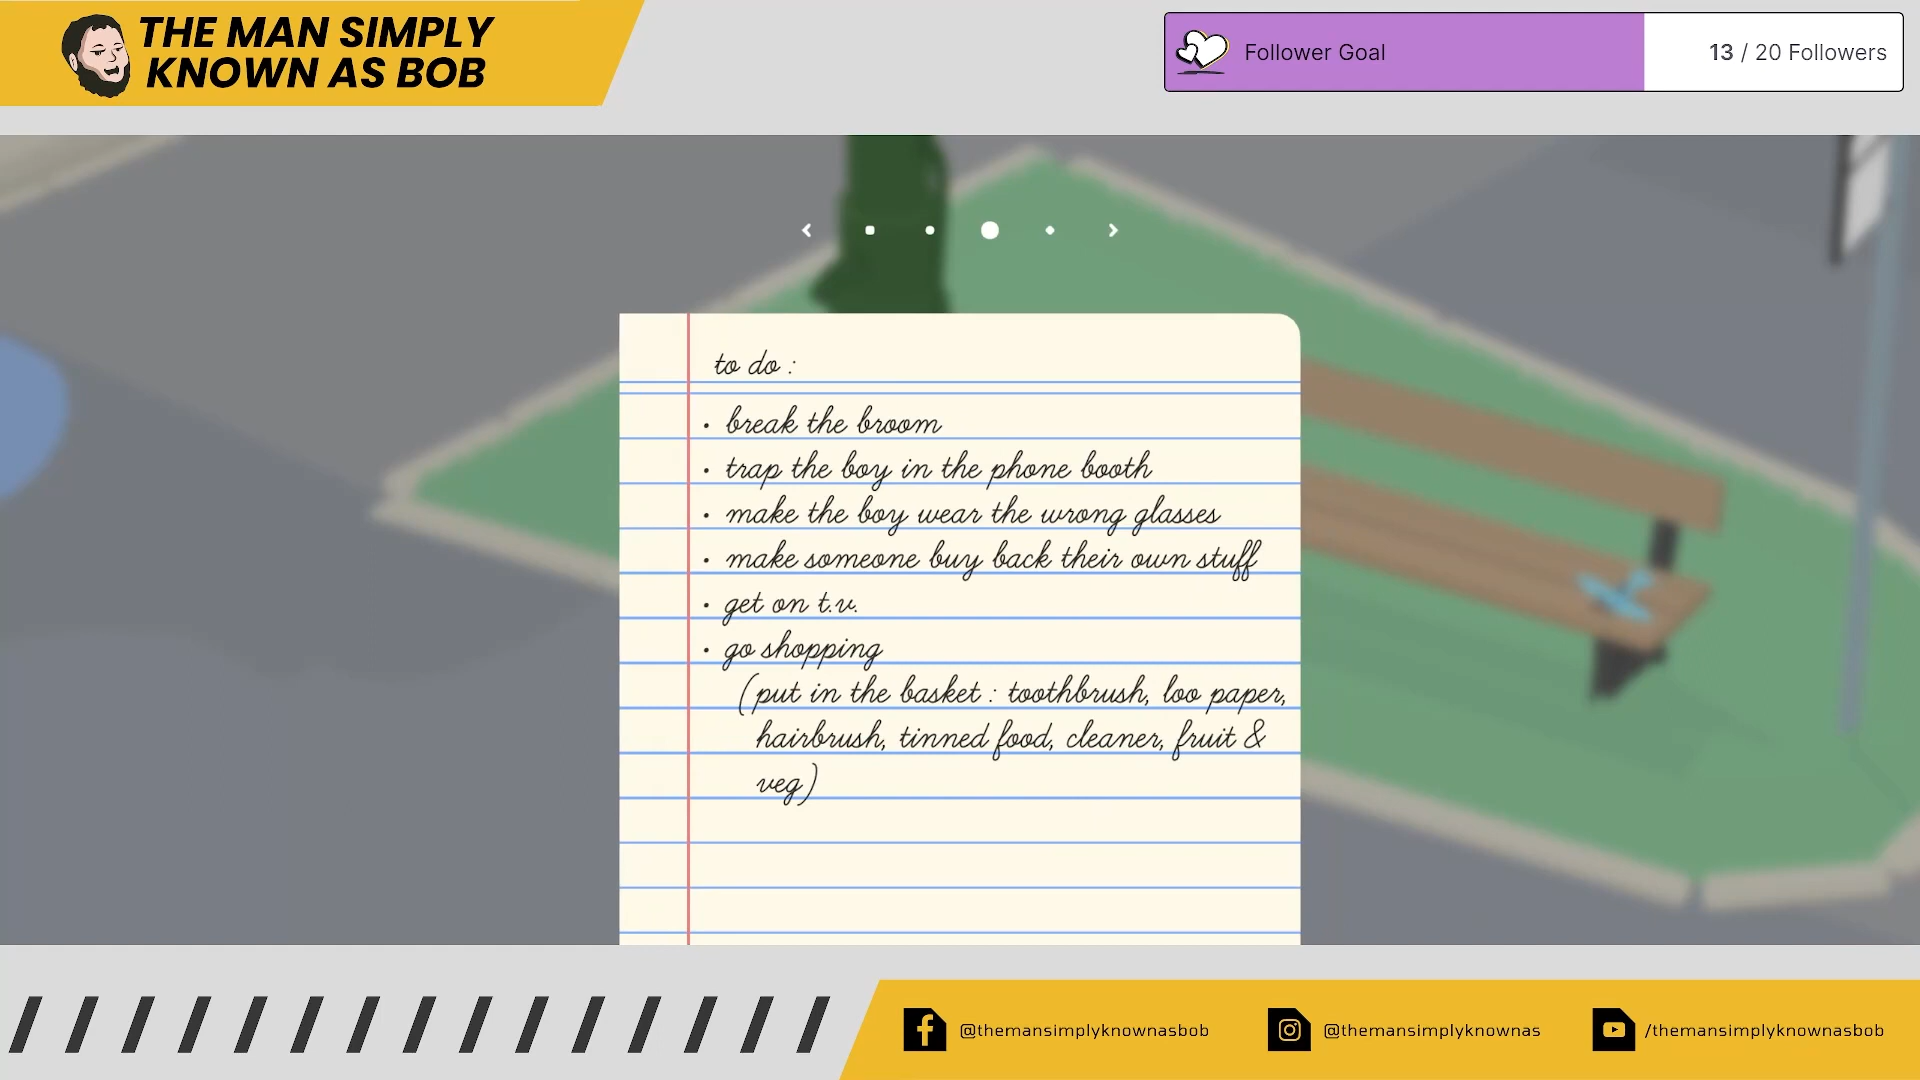 THE MAN SIMPLY
KNOWN AS BOB
Follower Goal
13 / 20 Followers
to do :
• break the broom
• trap the boy in the phone booth
• make the boy wear the wrong glasses
• make someone buy back their own stuff
• get on t.v.
• go shopping
(put in the basket : toothbrush, loo paper,
hairbrush, tinned food, cleaner, fruit &
veg)
@themansimplyknownasbob
@themansimplyknownas
/themansimplyknownasbob